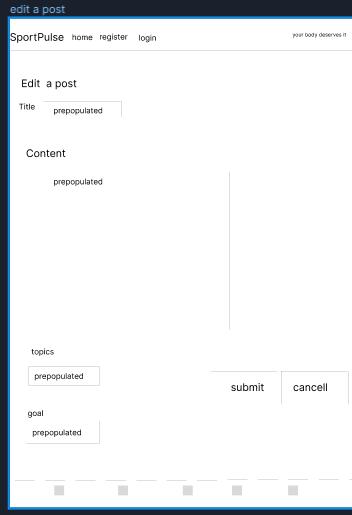 edit a post
SportPulse home register login your body deserves it
Edit a post
Title prepopulated
Content
prepopulated
topics
prepopulated
submit cancell
goal
prepopulated